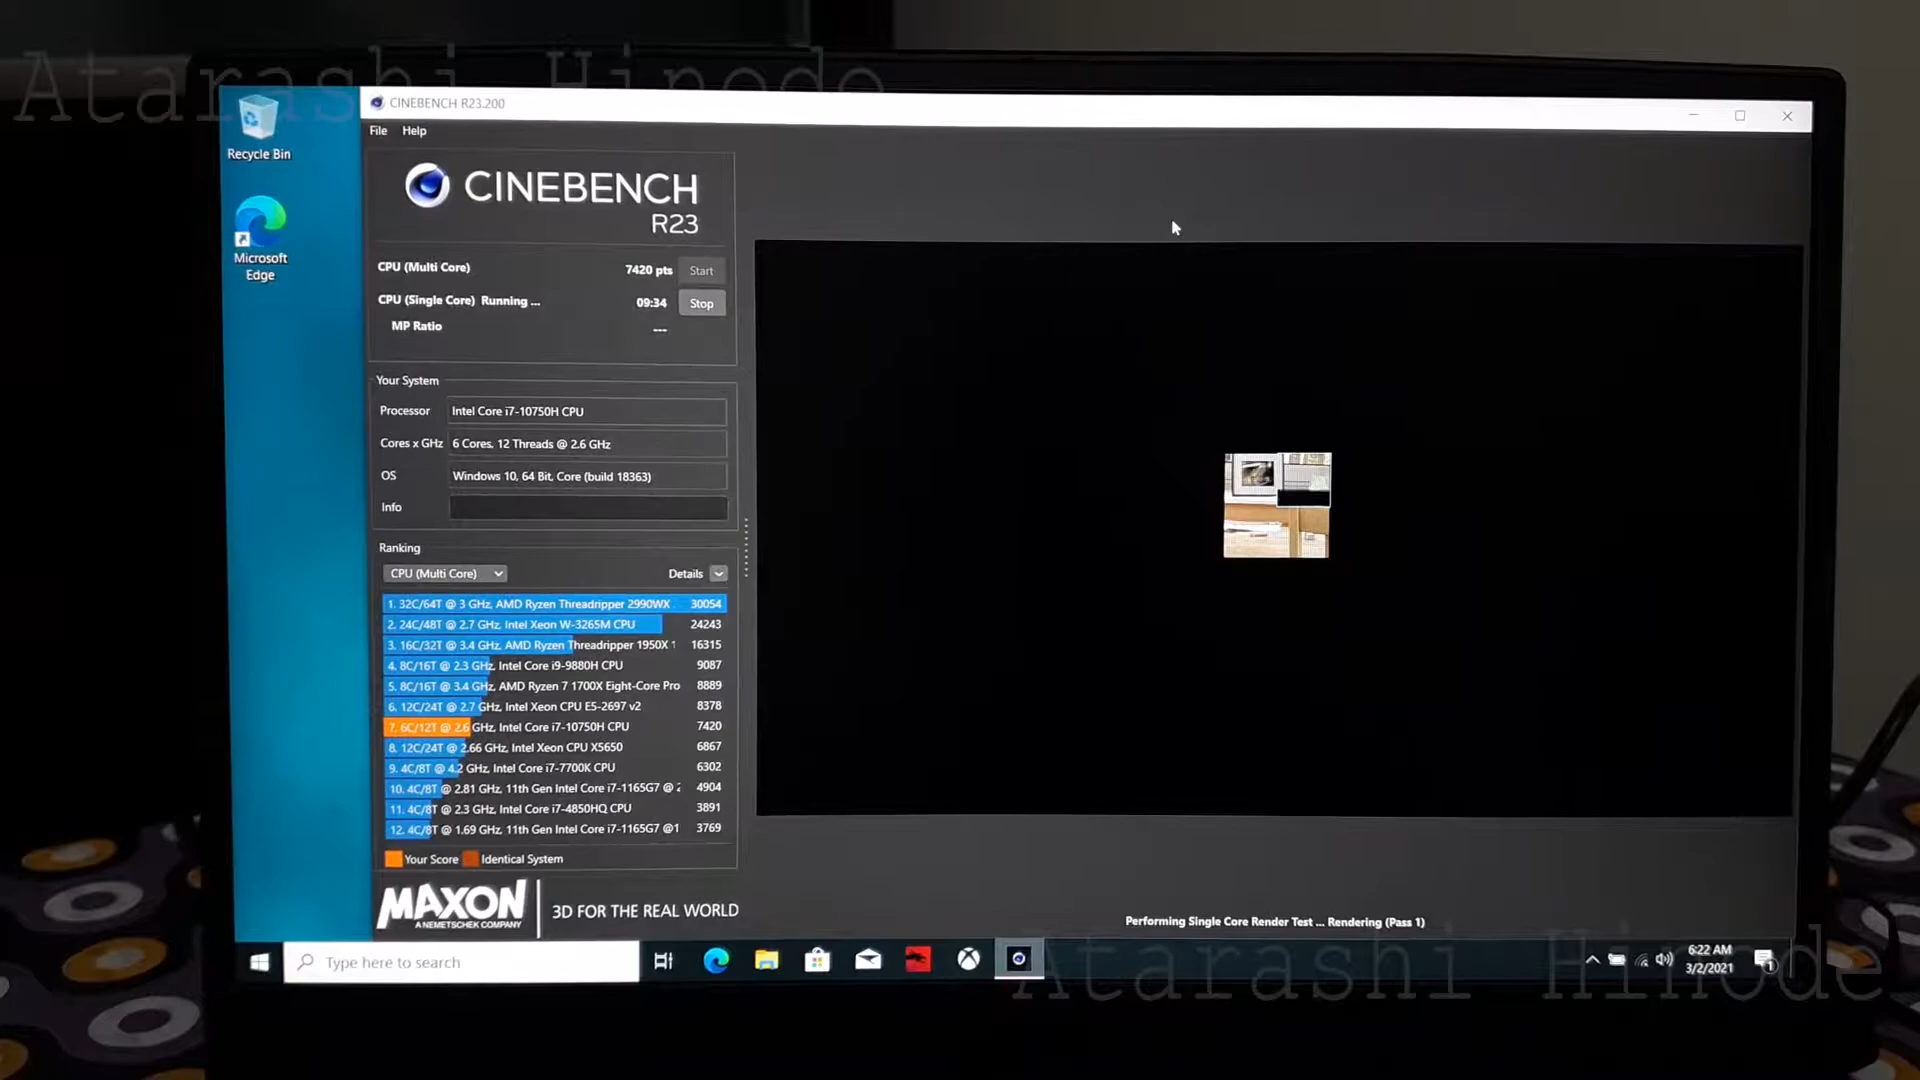 Atarashi Hinode
Recycle Bin
Microsoft
Edge
CINEBENCH R23.200
File Help
CINEBENCH
R23
CPU (Multi Core) 7420 pts Start
CPU (Single Core) Running ... 09:34 Stop
MP Ratio ---
Your System
Processor Intel Core i7-10750H CPU
Cores x GHz 6 Cores, 12 Threads @ 2.6 GHz
OS Windows 10, 64 Bit, Core (build 18363)
Info
Ranking
CPU (Multi Core) Details
1. 32C/64T @ 3 GHz, AMD Ryzen Threadripper 2990WX 30054
2. 24C/48T @ 2.7 GHz, Intel Xeon W-3265M CPU 24243
3. 16C/32T @ 3.4 GHz, AMD Ryzen Threadripper 1950X 1 16315
4. 8C/16T @ 2.3 GHz, Intel Core i9-9880H CPU 9087
5. 8C/16T @ 3.4 GHz, AMD Ryzen 7 1700X Eight-Core Pro 8889
6. 12C/24T @ 2.7 GHz, Intel Xeon CPU E5-2697 v2 8378
7. 6C/12T @ 2.6 GHz, Intel Core i7-10750H CPU 7420
8. 12C/24T @ 2.66 GHz, Intel Xeon CPU X5650 6867
9. 4C/8T @ 4.2 GHz, Intel Core i7-7700K CPU 6302
10. 4C/8T @ 2.81 GHz, 11th Gen Intel Core i7-1165G7 @ 2 4904
11. 4C/8T @ 2.3 GHz, Intel Core i7-4850HQ CPU 3891
12. 4C/8T @ 1.69 GHz, 11th Gen Intel Core i7-1165G7 @1 3769
Your Score Identical System
MAXON
A NEMETSCHEK COMPANY
3D FOR THE REAL WORLD
Performing Single Core Render Test ... Rendering (Pass 1)
Type here to search
6:22 AM
3/2/2021
1
Atarashi Hinode